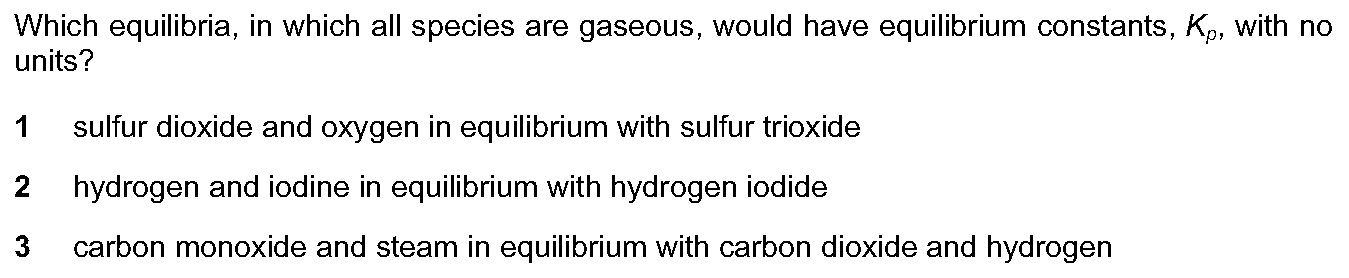 Which equilibria, in which all species are gaseous, would have equilibrium constants, Kp, with no
units?
1 sulfur dioxide and oxygen in equilibrium with sulfur trioxide
2 hydrogen and iodine in equilibrium with hydrogen iodide
3 carbon monoxide and steam in equilibrium with carbon dioxide and hydrogen